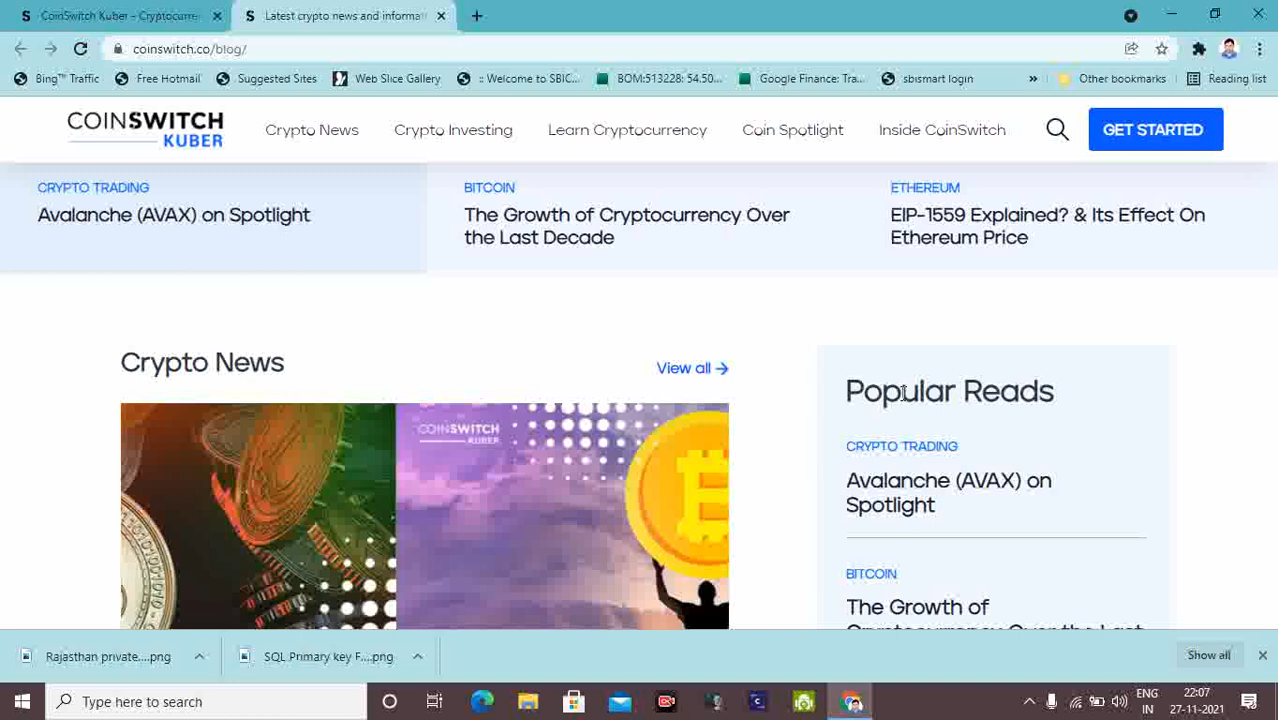 CoinSwitch Kuber – Cryptocurre
Latest crypto news and informat
coinswitch.co/blog/
Bing™ Traffic
Free Hotmail
Suggested Sites
Web Slice Gallery
:: Welcome to SBIC...
BOM:513228: 54.50...
Google Finance: Tra...
sbismart login
»
Other bookmarks
Reading list
COINSWITCH
KUBER
Crypto News
Crypto Investing
Learn Cryptocurrency
Coin Spotlight
Inside CoinSwitch
GET STARTED
CRYPTO TRADING
Avalanche (AVAX) on Spotlight
BITCOIN
The Growth of Cryptocurrency Over
the Last Decade
ETHEREUM
EIP-1559 Explained? & Its Effect On
Ethereum Price
Crypto News
View all →
COINSWITCH
KUBER
Popular Reads
CRYPTO TRADING
Avalanche (AVAX) on
Spotlight
BITCOIN
The Growth of
Cryptocurrency Over the Last
Rajasthan private....png
SQL Primary key F....png
Show all
Type here to search
ENG
IN
22:07
27-11-2021